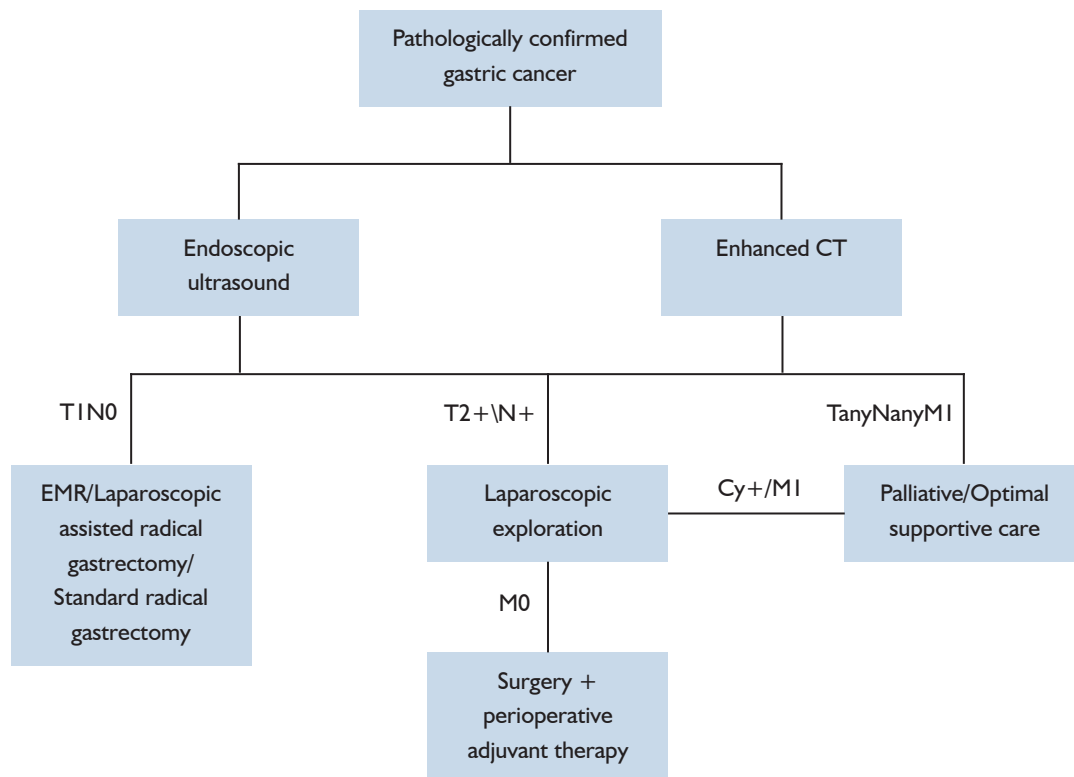 Pathologically confirmed
gastric cancer
Endoscopic
ultrasound
Enhanced CT
T1N0
T2+\N+
TanyNanyM1
EMR/Laparoscopic
assisted radical
gastrectomy/
Standard radical
gastrectomy
Laparoscopic
exploration
Cy+/M1
Palliative/Optimal
supportive care
M0
Surgery +
perioperative
adjuvant therapy